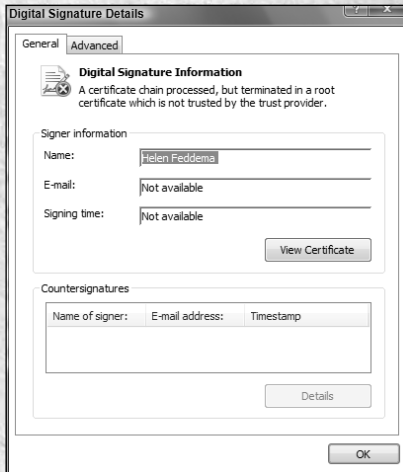 Digital Signature Details
General Advanced
Digital Signature Information
A certificate chain processed, but terminated in a root
certificate which is not trusted by the trust provider.
Signer information
Name: Helen Feddema
E-mail: Not available
Signing time: Not available
View Certificate
Countersignatures
Name of signer: E-mail address: Timestamp
Details
OK